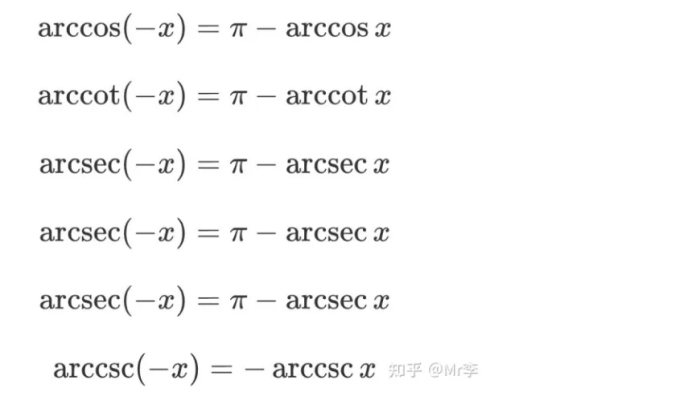 arccos(−x) = π − arccos x
arccot(−x) = π − arccot x
arcsec(−x) = π − arcsec x
arcsec(−x) = π − arcsec x
arcsec(−x) = π − arcsec x
arccsc(−x) = − arccsc x 知乎 @Mr李